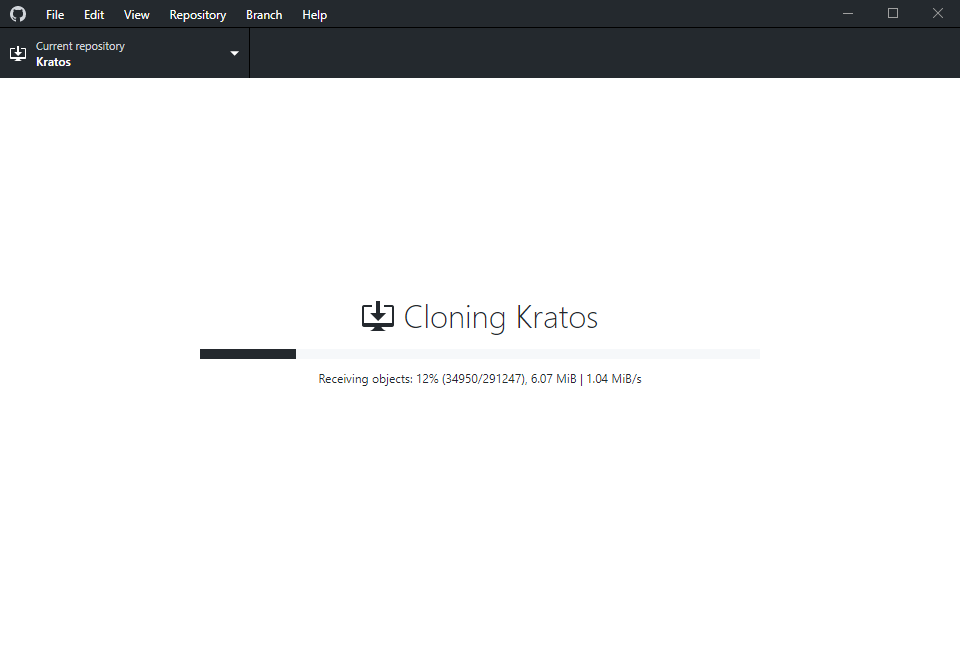 File Edit View Repository Branch Help
Current repository
Kratos
Cloning Kratos
Receiving objects: 12% (34950/291247), 6.07 MiB | 1.04 MiB/s